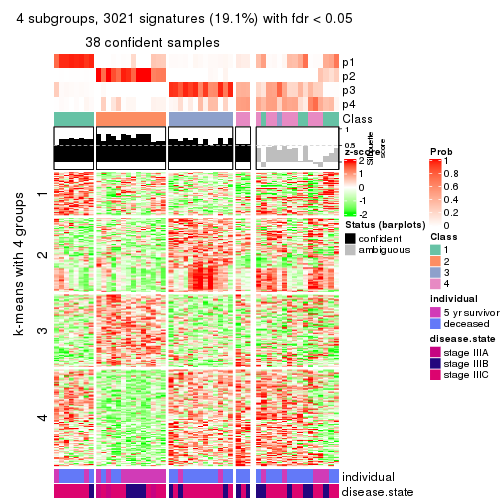 4 subgroups, 3021 signatures (19.1%) with fdr < 0.05
38 confident samples
p1
p2
p3
p4
Class
1
0.5
0
Silhouette
score
k-means with 4 groups
1
2
3
4
individual
disease.state
z-score
2
1
0
-1
-2
Status (barplots)
confident
ambiguous
Prob
1
0.8
0.6
0.4
0.2
0
Class
1
2
3
4
individual
5 yr survivor
deceased
disease.state
stage IIIA
stage IIIB
stage IIIC